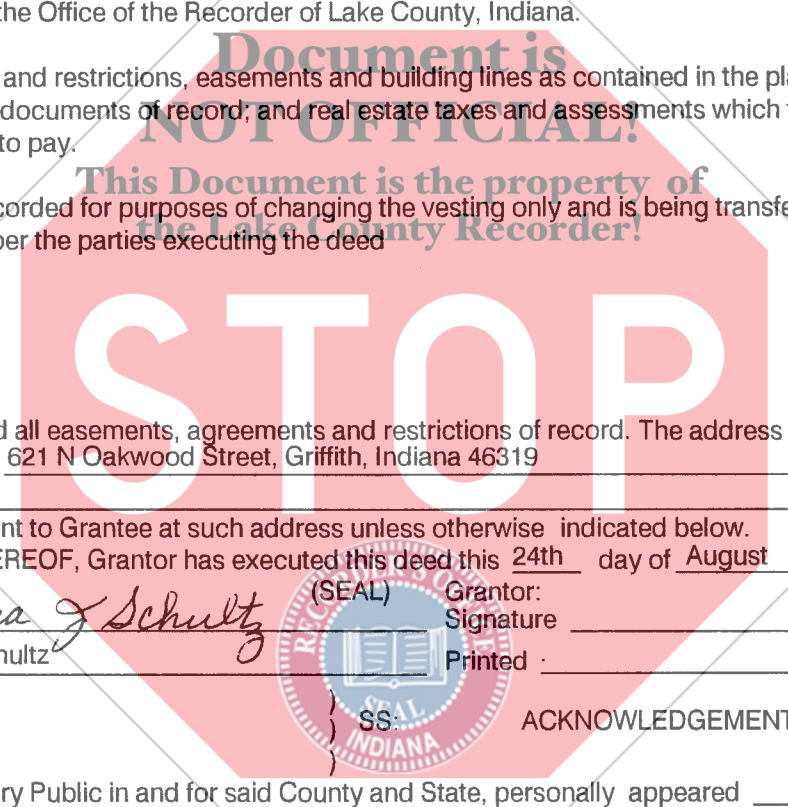 the Office of the Recorder of Lake County, Indiana.
Document is
and restrictions, easements and building lines as contained in the pla
documents of record; and real estate taxes and assessments which
NOT OFFICIAL!
to pay.
This Document is the property of
corded for purposes of changing the vesting only and is being transfe
the Lake County Recorder!
per the parties executing the deed
STOP
d all easements, agreements and restrictions of record. The address
621 N Oakwood Street, Griffith, Indiana 46319
nt to Grantee at such address unless otherwise indicated below.
EREOF, Grantor has executed this deed this 24th day of August
(SEAL) Grantor:
a J Schultz Signature
hultz Printed
RECORDER'S OFFICE
SEAL
INDIANA
) SS: ACKNOWLEDGEMENT
)
)
ry Public in and for said County and State, personally appeared